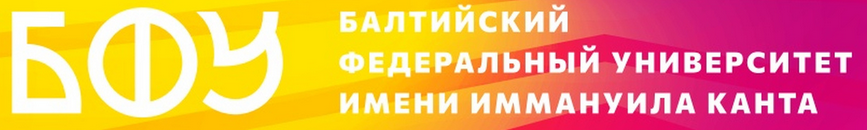 БФУ
БАЛТИЙСКИЙ
ФЕДЕРАЛЬНЫЙ УНИВЕРСИТЕТ
ИМЕНИ ИММАНУИЛА КАНТА